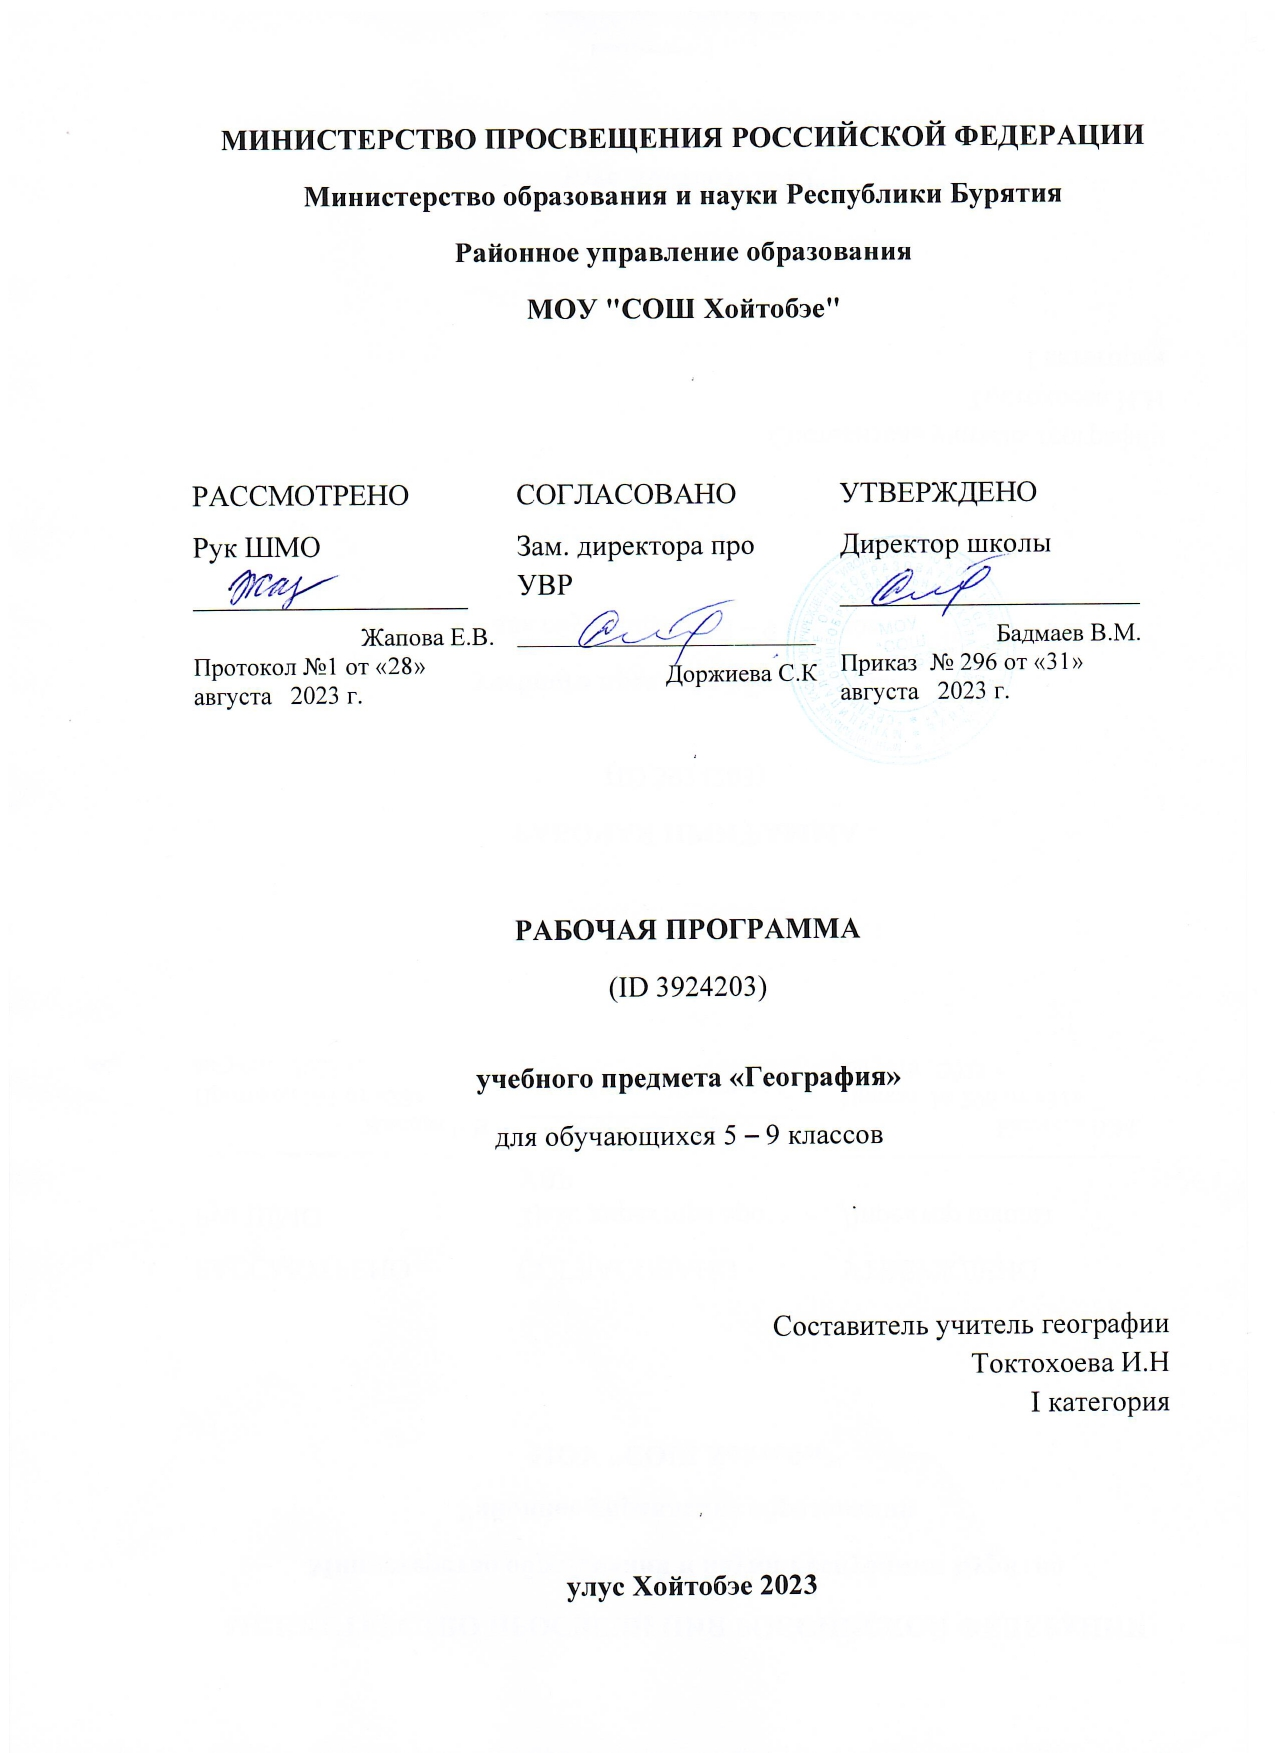 МИНИСТЕРСТВО ПРОСВЕЩЕНИЯ РОССИЙСКОЙ ФЕДЕРАЦИИ
Министерство образования и науки Республики Бурятия
Районное управление образования
МОУ "СОШ Хойтобэе"
РАССМОТРЕНО
Рук ШМО
Жапова Е.В.
Протокол №1 от «28»
августа 2023 г.
СОГЛАСОВАНО
Зам. директора про
УВР
Доржиева С.К
УТВЕРЖДЕНО
Директор школы
Бадмаев В.М.
Приказ № 296 от «31»
августа 2023 г.
РАБОЧАЯ ПРОГРАММА
(ID 3924203)
учебного предмета «География»
для обучающихся 5 – 9 классов
Составитель учитель географии
Токтохоева И.Н
I категория
улус Хойтобэе 2023